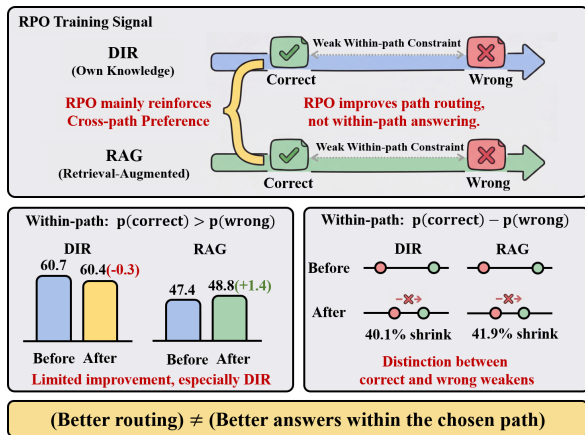 RPO Training Signal
DIR
(Own Knowledge)
Weak Within-path Constraint
Correct
Wrong
RPO mainly reinforces
Cross-path Preference
RPO improves path routing,
not within-path answering.
RAG
(Retrieval-Augmented)
Weak Within-path Constraint
Correct
Wrong
Within-path: p(correct) > p(wrong)
DIR
RAG
60.7
60.4(-0.3)
47.4
48.8(+1.4)
Before
After
Before
After
Limited improvement, especially DIR
Within-path: p(correct) − p(wrong)
DIR
RAG
Before
After
40.1% shrink
41.9% shrink
Distinction between
correct and wrong weakens
(Better routing) ≠ (Better answers within the chosen path)